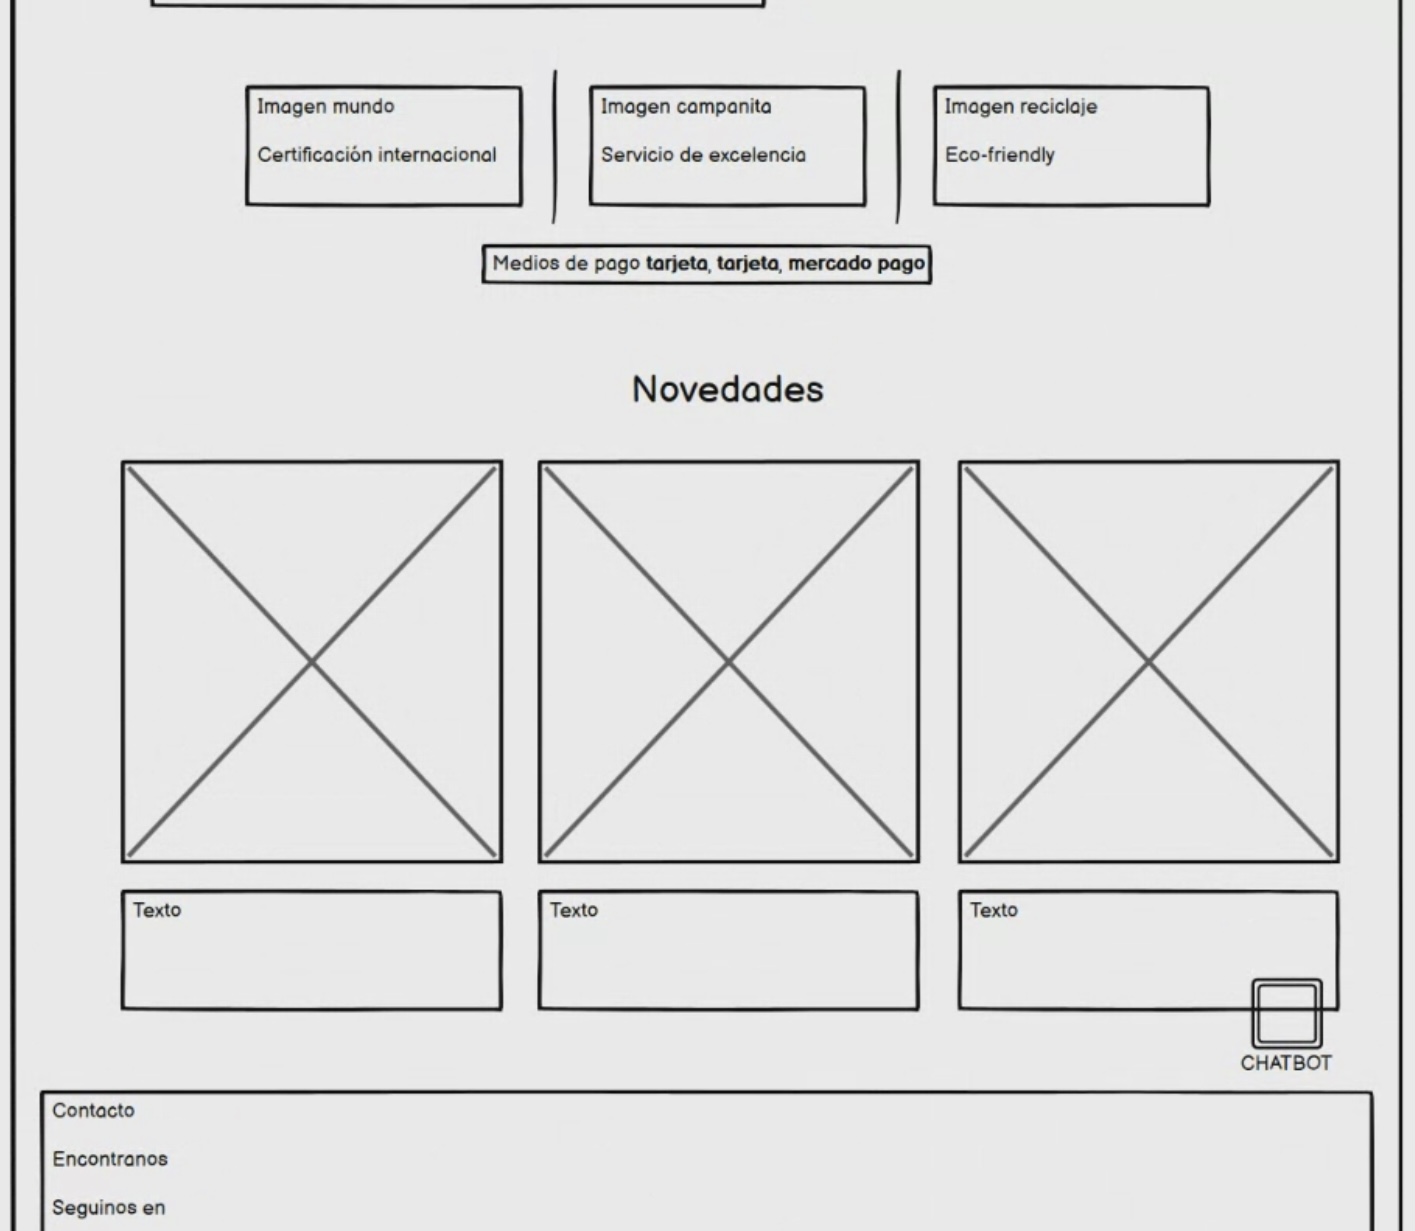 Imagen mundo
Certificación internacional
Imagen campanita
Servicio de excelencia
Imagen reciclaje
Eco-friendly
Medios de pago tarjeta, tarjeta, mercado pago
Novedades
Texto
Texto
Texto
CHATBOT
Contacto
Encontranos
Seguinos en